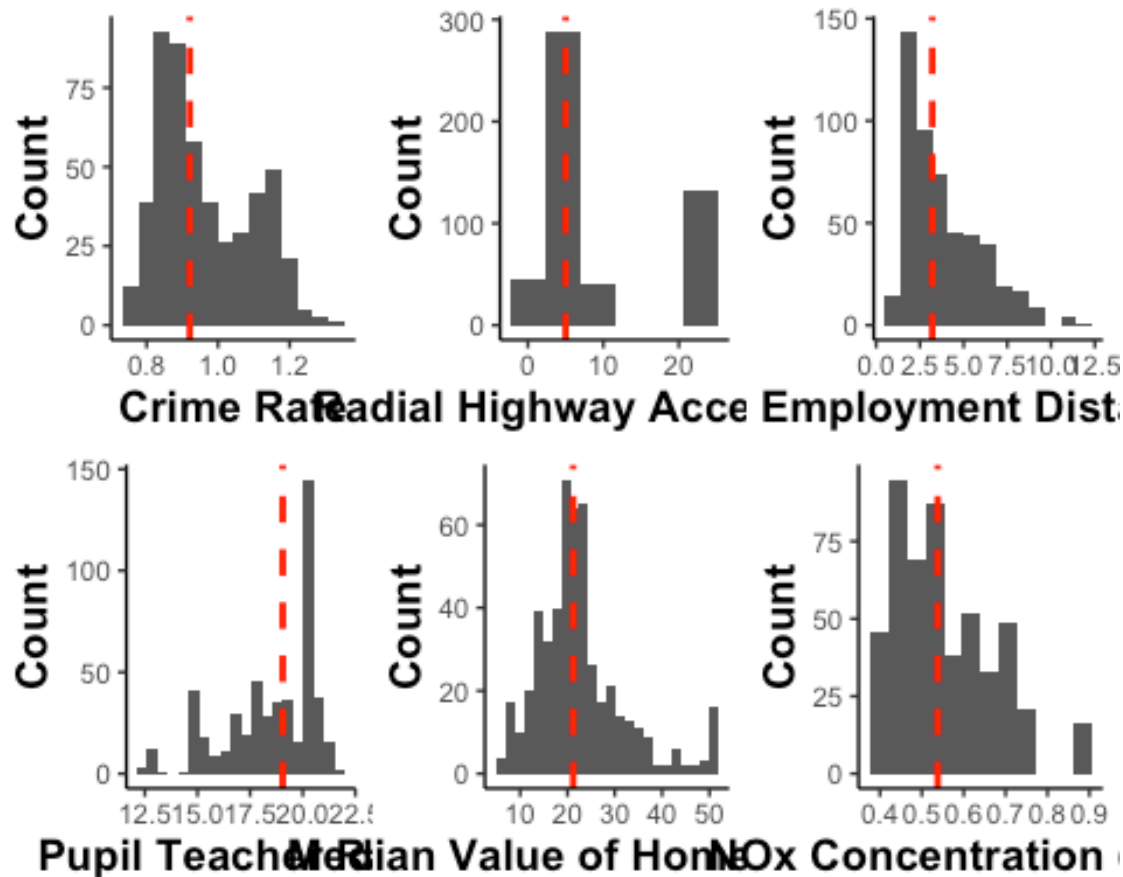 Count
75
50
25
0
0.8 1.0 1.2
Crime Rate
Count
300
200
100
0
0 10 20
Radial Highway Acce
Count
150
100
50
0
0.0 2.5 5.0 7.5 10.0 12.5
Employment Dist
Count
150
100
50
0
12.5 15.0 17.5 20.0 22.5
Pupil Teacher R
Count
60
40
20
0
10 20 30 40 50
Median Value of Home
Count
75
50
25
0
0.4 0.5 0.6 0.7 0.8 0.9
NOx Concentration